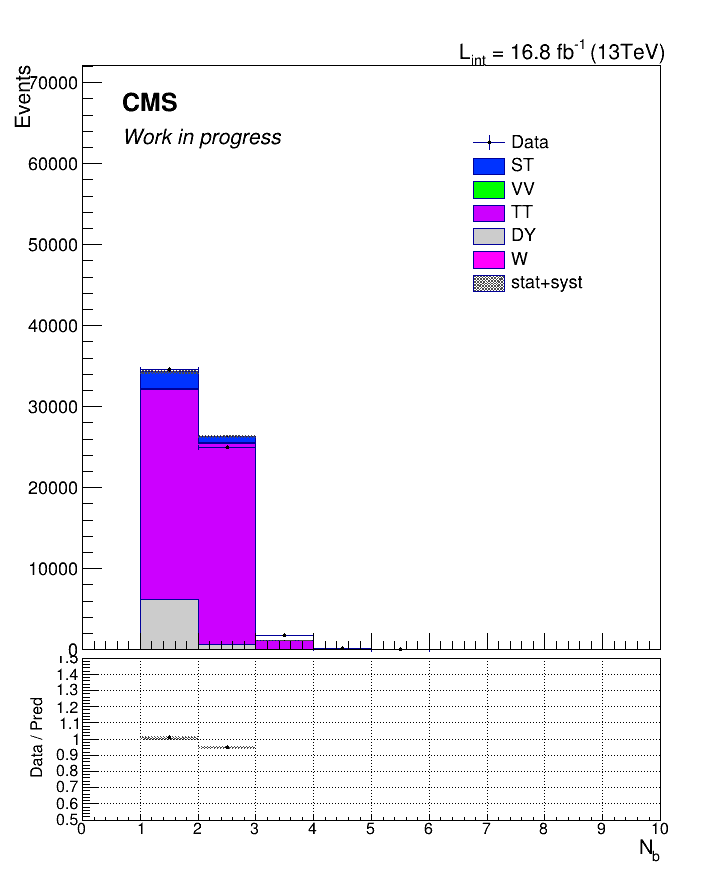 L_int = 16.8 fb^-1 (13TeV)
Events
70000
CMS
Work in progress
60000
50000
40000
30000
20000
10000
0
Data
ST
VV
TT
DY
W
stat+syst
Data / Pred
1.5
1.4
1.3
1.2
1.1
1
0.9
0.8
0.7
0.6
0.5
0 1 2 3 4 5 6 7 8 9 10
N_b